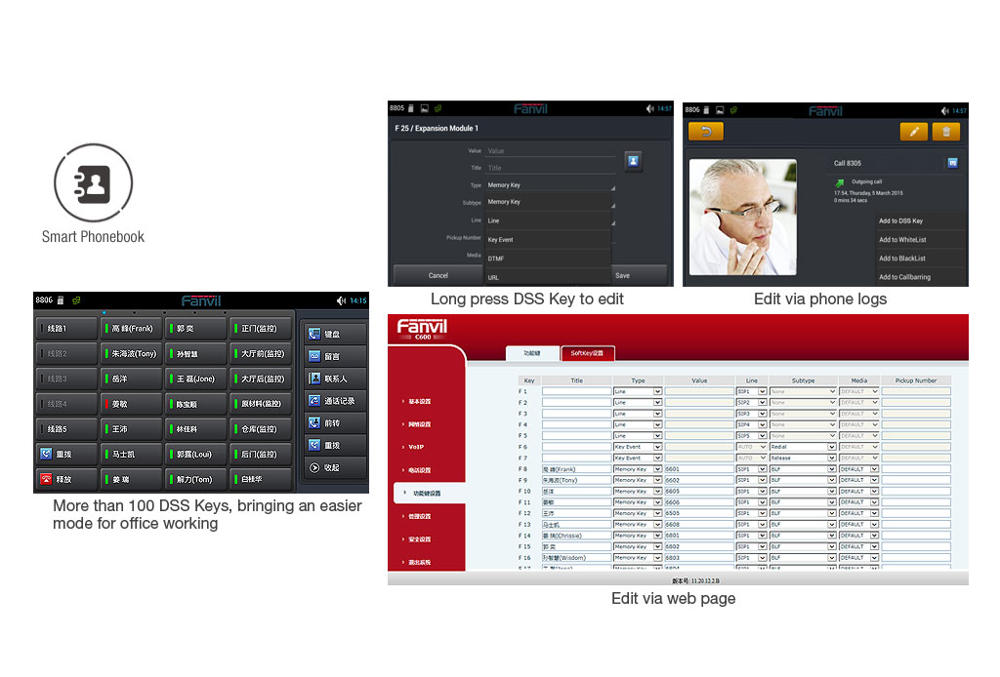 Smart Phonebook
8806
Fanvil
14:15
线路1
高 峰(Frank)
郭 奕
正门(监控)
键盘
线路2
朱海波(Tony)
孙智慧
大厅前(监控)
留言
线路3
岳洋
王 磊(Jone)
大厅后(监控)
联系人
线路4
姜敏
陈宝顺
原材料(监控)
通话记录
线路5
王沛
林佳科
仓库(监控)
前转
重拨
马士凯
郭露(Loui)
后门(监控)
重拨
释放
姜 瑞
解力(Tom)
白桂华
收起
More than 100 DSS Keys, bringing an easier
mode for office working
8805
Fanvil
14:57
F 25 / Expansion Module 1
Value Value
Title Title
Type Memory Key
Subtype Memory Key
Line Line
Pickup Number Key Event
Media DTMF
URL
Cancel
Save
Long press DSS Key to edit
8806
Fanvil
14:57
Call 8305
Outgoing call
17:54, Thursday, 5 March 2015
0 mins 34 secs
Add to DSS Key
Add to WhiteList
Add to BlackList
Add to Callbarring
Edit via phone logs
Fanvil
C600
功能键
SoftKey设置
基本设置
网络设置
VoIP
电话设置
功能键设置
管理设置
安全设置
退出系统
Key Title Type Value Line Subtype Media Pickup Number
F 1 Line SIP1 None DEFAULT
F 2 Line SIP2 None DEFAULT
F 3 Line SIP3 None DEFAULT
F 4 Line SIP4 None DEFAULT
F 5 Line SIP5 None DEFAULT
F 6 Key Event AUTO Redial DEFAULT
F 7 Key Event AUTO Release DEFAULT
F 8 高 峰(Frank) Memory Key 6601 SIP1 BLF DEFAULT
F 9 朱海波(Tony) Memory Key 6602 SIP1 BLF DEFAULT
F 10 岳洋 Memory Key 6605 SIP1 BLF DEFAULT
F 11 姜敏 Memory Key 6606 SIP1 BLF DEFAULT
F 12 王沛 Memory Key 6505 SIP1 BLF DEFAULT
F 13 马士凯 Memory Key 6608 SIP1 BLF DEFAULT
F 14 姜 瑞(Chrissie) Memory Key 6801 SIP1 BLF DEFAULT
F 15 郭 奕 Memory Key 6802 SIP1 BLF DEFAULT
F 16 孙智慧(Wisdom) Memory Key 6803 SIP1 BLF DEFAULT
F 17
版本号: 11.20.12.2.B
Edit via web page